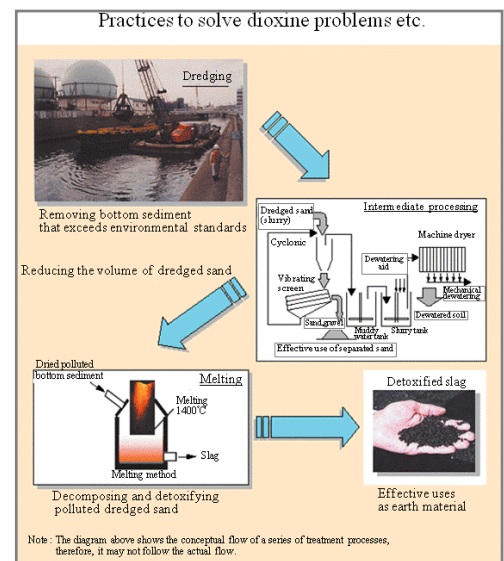 Practices to solve dioxine problems etc.
Dredging
Removing bottom sediment
that exceeds environmental standards
Intermediate processing
Dredged sand
(slurry)
Cyclonic
Machine dryer
Dewatering
aid
Vibrating
screen
Mechanical
dewatering
Sand, gravel
Muddy
water tank
Slurry tank
Dewatered soil
Effective use of separated sand
Reducing the volume of dredged sand
Dried polluted
bottom sediment
Melting
Melting
1400°C
Slag
Melting method
Decomposing and detoxifying
polluted dredged sand
Detoxified slag
Effective uses
as earth material
Note : The diagram above shows the conceptual flow of a series of treatment processes,
therefore, it may not follow the actual flow.